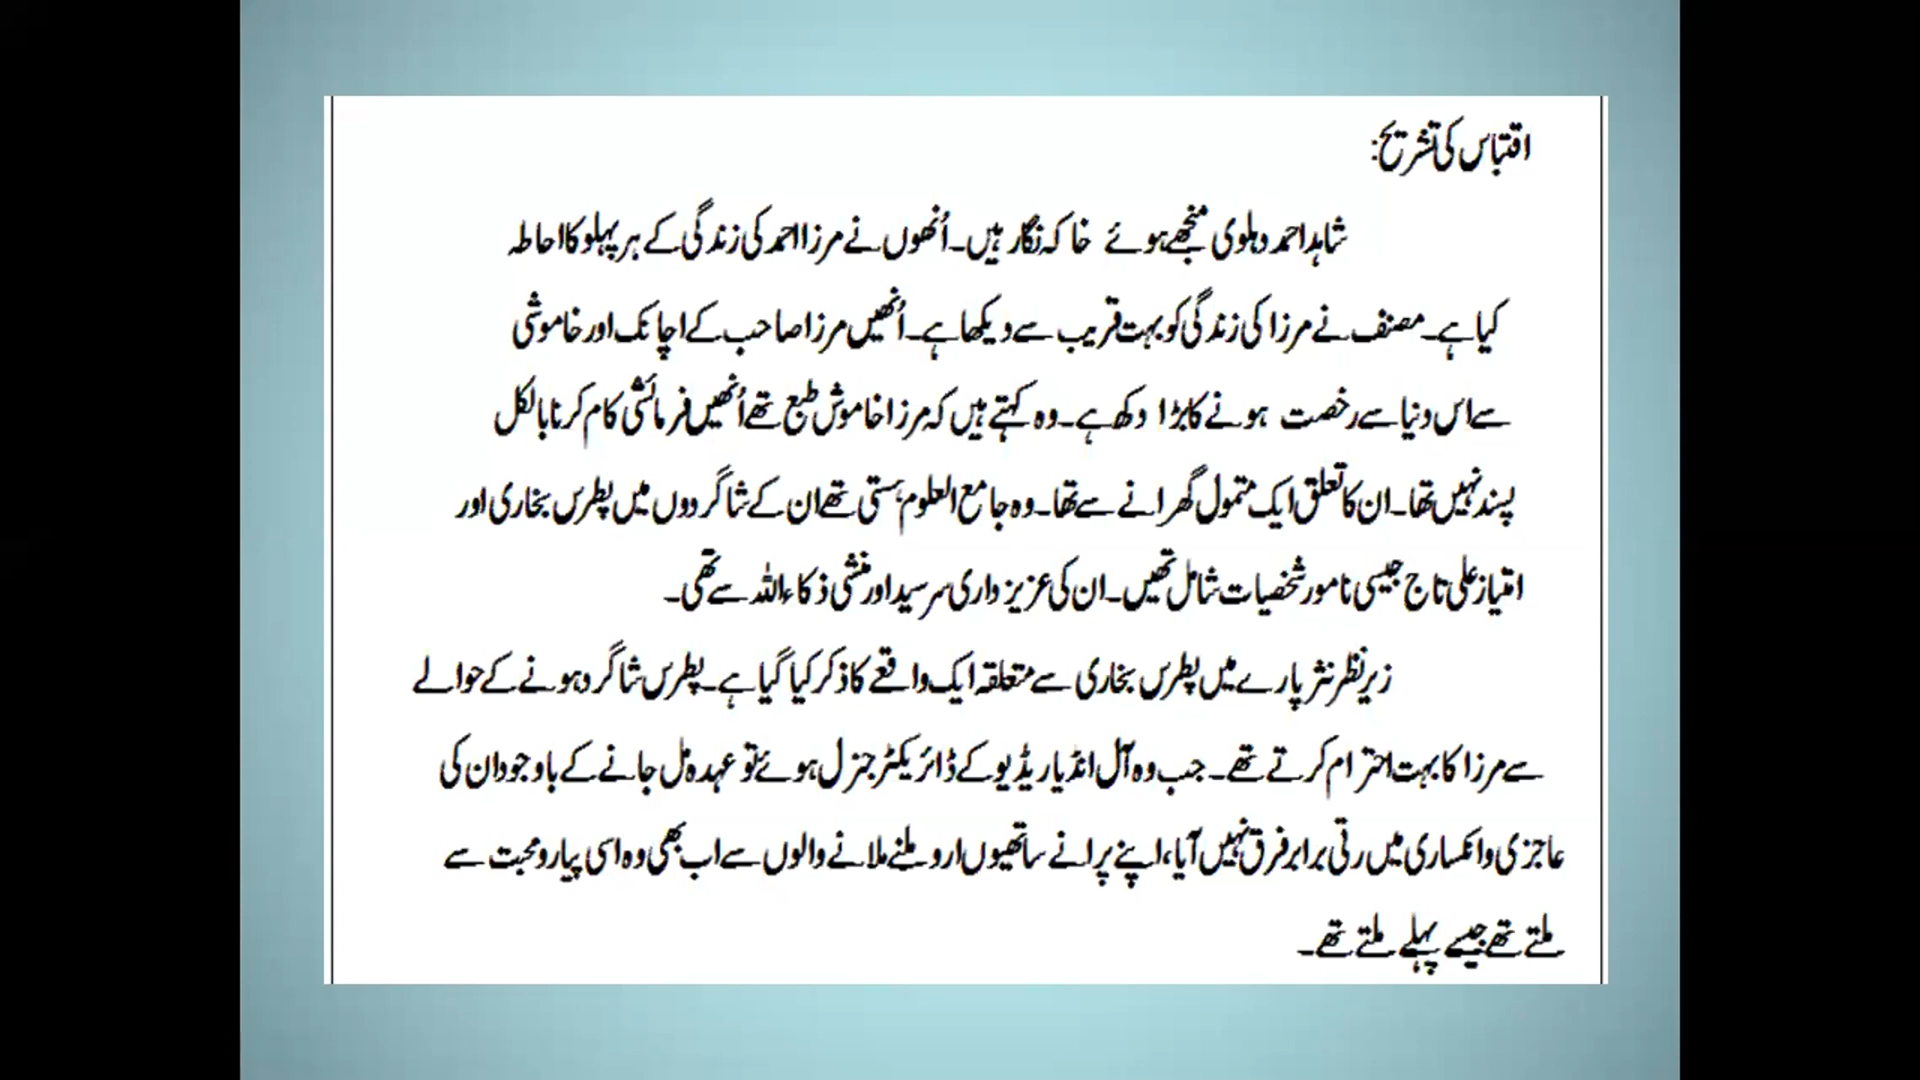 اقتباس کی تشریح:
شاہد احمد دہلوی منجھے ہوئے خاکہ نگار ہیں۔ اُنھوں نے مرزا احمد کی زندگی کے ہر پہلو کا احاطہ
کیا ہے۔ مصنف نے مرزا کی زندگی کو بہت قریب سے دیکھا ہے۔ اُنھیں مرزا صاحب کے اچانک اور خاموشی
سے اس دنیا سے رخصت ہونے کا بڑا دکھ ہے۔ وہ کہتے ہیں کہ مرزا خاموش طبع تھے اُنھیں فرمائشی کام کرنا بالکل
پسند نہیں تھا۔ ان کا تعلق ایک متمول گھرانے سے تھا۔ وہ جامع العلوم ہستی تھے ان کے شاگردوں میں پطرس بخاری اور
امتیاز علی تاج جیسی نامور شخصیات شامل تھیں۔ ان کی عزیز داری سرسید اور منشی ذکاء اللہ سے تھی۔
زیرِ نظر نثر پارے میں پطرس بخاری سے متعلقہ ایک واقعے کا ذکر کیا گیا ہے۔ پطرس شاگرد ہونے کے حوالے
سے مرزا کا بہت احترام کرتے تھے۔ جب وہ آل انڈیا ریڈیو کے ڈائریکٹر جنرل ہوئے تو عہدہ مل جانے کے باوجود ان کی
عاجزی و انکساری میں رتی برابر فرق نہیں آیا، اپنے پرانے ساتھیوں ارو ملنے ملانے والوں سے اب بھی وہ اسی پیار و محبت سے
ملتے تھے جیسے پہلے ملتے تھے۔